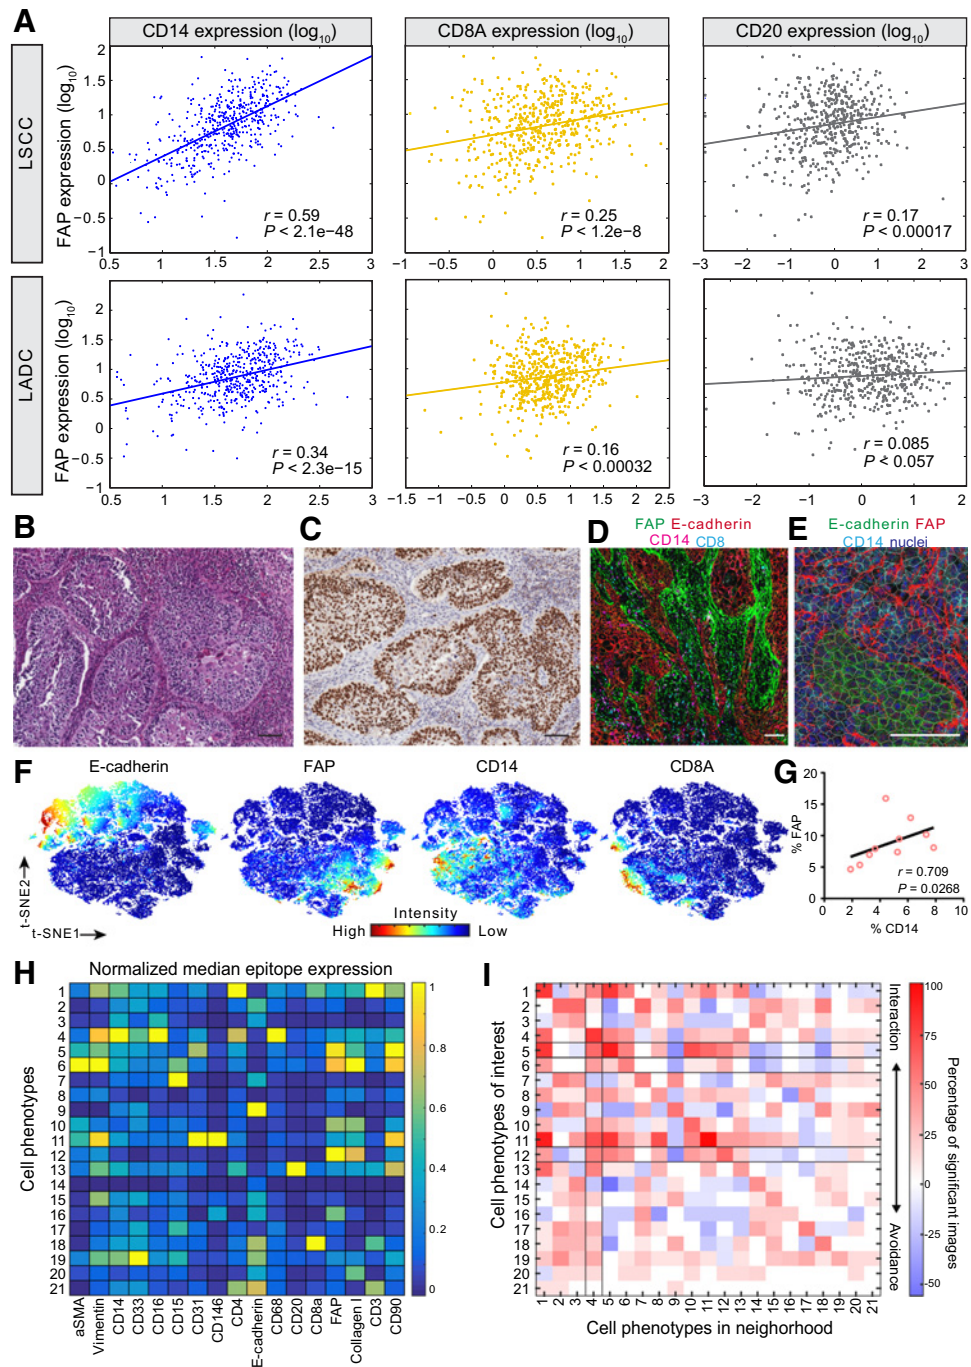 A
CD14 expression (log10)
CD8A expression (log10)
CD20 expression (log10)
LSCC
FAP expression (log10)
2
1.5
1
0.5
0
−0.5
−1
r = 0.59
P < 2.1e−48
r = 0.25
P < 1.2e−8
r = 0.17
P < 0.00017
0.5 1 1.5 2 2.5 3
−1 −0.5 0 0.5 1 1.5 2
−3 −2 −1 0 1 2 3
LADC
FAP expression (log10)
2
1.5
1
0.5
0
−0.5
−1
r = 0.34
P < 2.3e−15
r = 0.16
P < 0.00032
r = 0.085
P < 0.057
0.5 1 1.5 2 2.5 3
−1.5 −1 −0.5 0 0.5 1 1.5 2 2.5
−2 −1 0 1 2
B
C
D
FAP E-cadherin
CD14 CD8
E
E-cadherin FAP
CD14 nuclei
F
E-cadherin
FAP
CD14
CD8A
t-SNE2
t-SNE1
Intensity
High
Low
G
% FAP
20
15
10
5
0
r = 0.709
P = 0.0268
0 2 4 6 8 10
% CD14
H
Normalized median epitope expression
Cell phenotypes
1
2
3
4
5
6
7
8
9
10
11
12
13
14
15
16
17
18
19
20
21
aSMA
Vimentin
CD14
CD33
CD16
CD15
CD31
CD146
CD4
E-cadherin
CD68
CD20
CD8a
FAP
Collagen1
CD3
CD90
1
0.8
0.6
0.4
0.2
0
I
Cell phenotypes of interest
1
2
3
4
5
6
7
8
9
10
11
12
13
14
15
16
17
18
19
20
21
1 2 3 4 5 6 7 8 9 10 11 12 13 14 15 16 17 18 19 20 21
Cell phenotypes in neighorhood
Interaction
Avoidance
100
75
50
25
0
-25
-50
Percentage of significant images